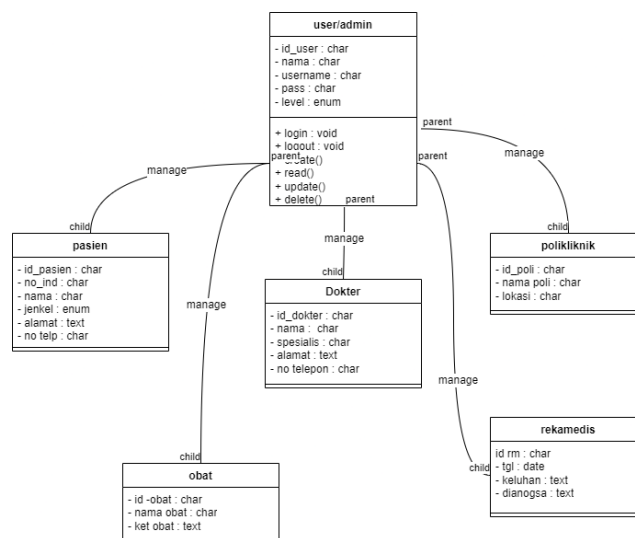 user/admin
- id_user : char
- nama : char
- username : char
- pass : char
- level : enum
+ login : void
+ logout : void
+ create()
+ read()
+ update()
+ delete()
parent
manage
child
pasien
- id_pasien : char
- no_ind : char
- nama : char
- jenkel : enum
- alamat : text
- no telp : char
parent
manage
child
obat
- id -obat : char
- nama obat : char
- ket obat : text
parent
manage
child
Dokter
- id_dokter : char
- nama : char
- spesialis : char
- alamat : text
- no telepon : char
parent
manage
child
polikliknik
- id_poli : char
- nama poli : char
- lokasi : char
manage
child
rekamedis
id rm : char
- tgl : date
- keluhan : text
- dianogsa : text